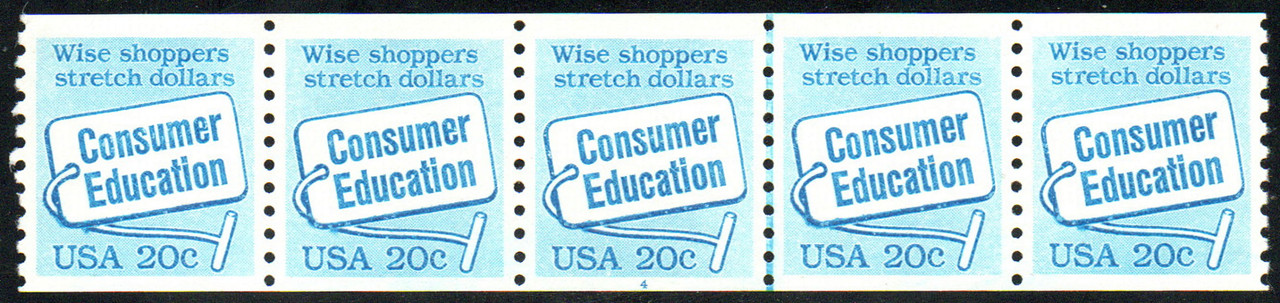 Wise shoppers
stretch dollars
Consumer
Education
USA 20c
Wise shoppers
stretch dollars
Consumer
Education
USA 20c
Wise shoppers
stretch dollars
Consumer
Education
USA 20c
4
Wise shoppers
stretch dollars
Consumer
Education
USA 20c
Wise shoppers
stretch dollars
Consumer
Education
USA 20c